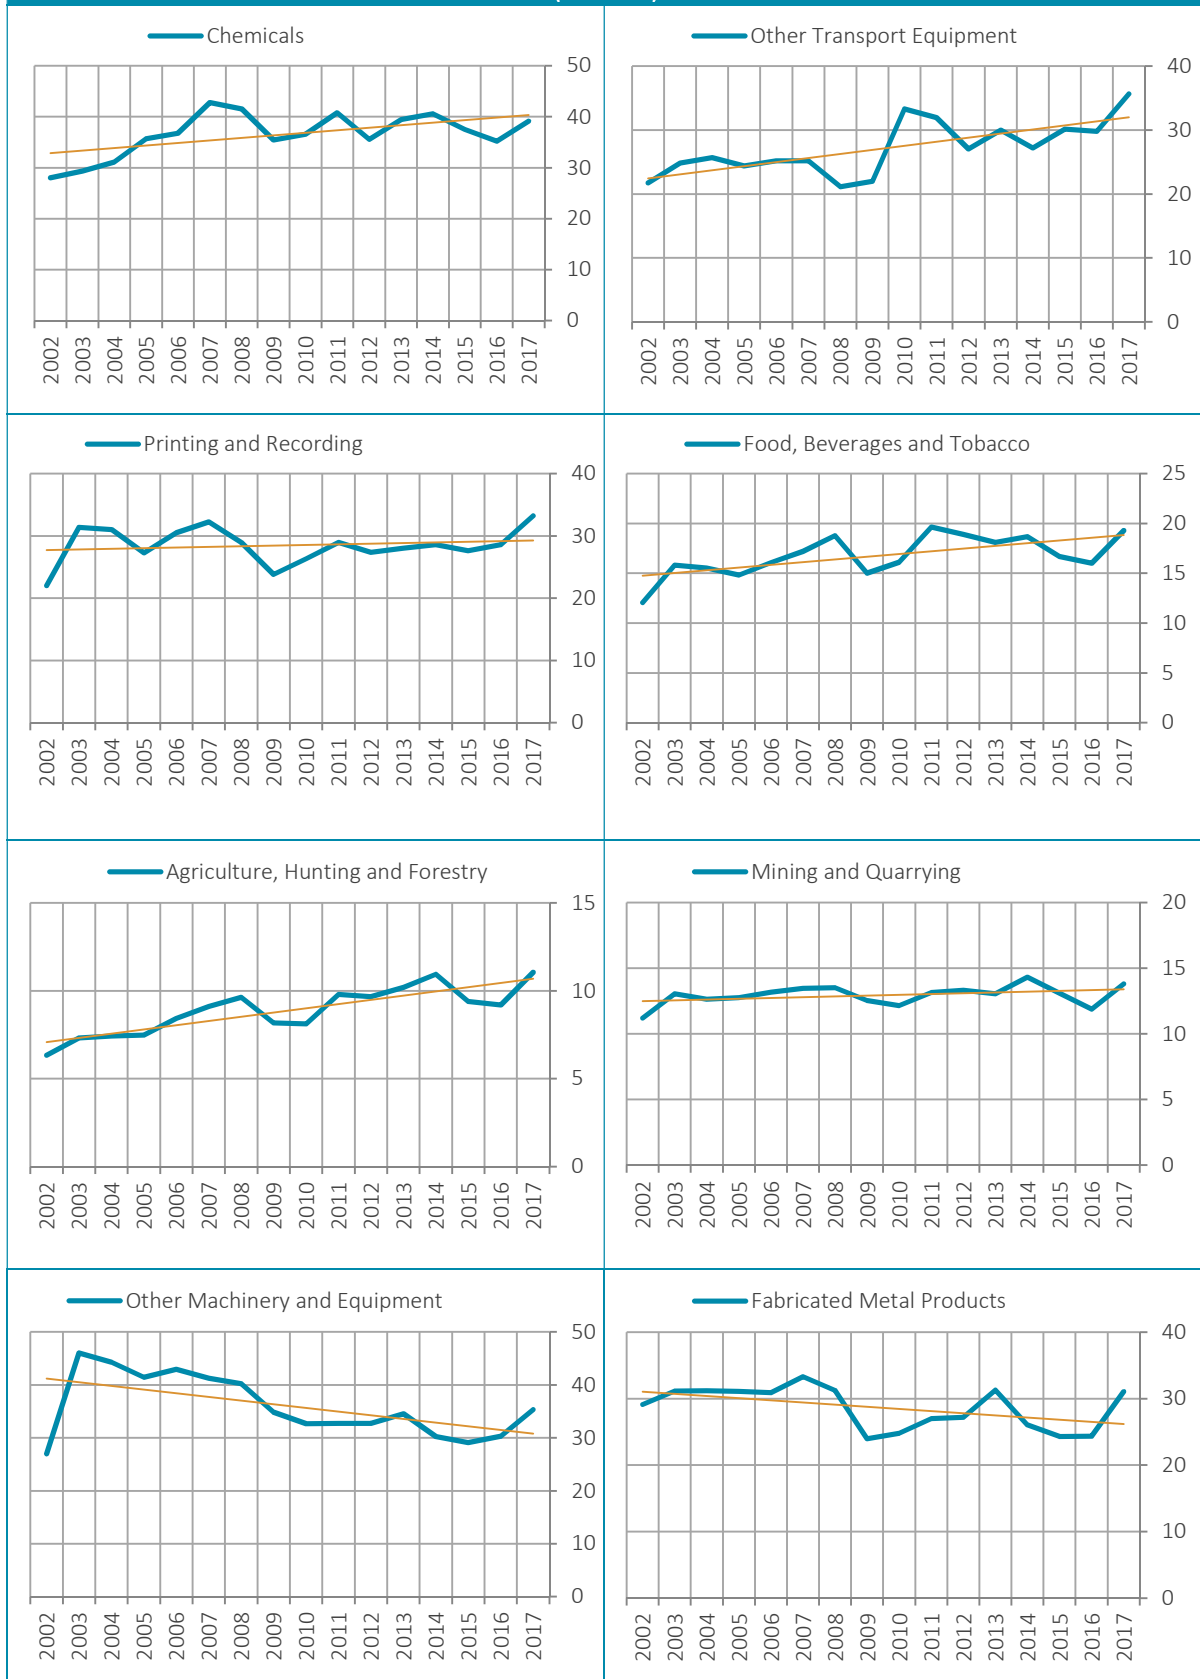 Chemicals
50
40
30
20
10
0
2002 2003 2004 2005 2006 2007 2008 2009 2010 2011 2012 2013 2014 2015 2016 2017
Other Transport Equipment
40
30
20
10
0
2002 2003 2004 2005 2006 2007 2008 2009 2010 2011 2012 2013 2014 2015 2016 2017
Printing and Recording
40
30
20
10
0
2002 2003 2004 2005 2006 2007 2008 2009 2010 2011 2012 2013 2014 2015 2016 2017
Food, Beverages and Tobacco
25
20
15
10
5
0
2002 2003 2004 2005 2006 2007 2008 2009 2010 2011 2012 2013 2014 2015 2016 2017
Agriculture, Hunting and Forestry
15
10
5
0
2002 2003 2004 2005 2006 2007 2008 2009 2010 2011 2012 2013 2014 2015 2016 2017
Mining and Quarrying
20
15
10
5
0
2002 2003 2004 2005 2006 2007 2008 2009 2010 2011 2012 2013 2014 2015 2016 2017
Other Machinery and Equipment
50
40
30
20
10
0
2002 2003 2004 2005 2006 2007 2008 2009 2010 2011 2012 2013 2014 2015 2016 2017
Fabricated Metal Products
40
30
20
10
0
2002 2003 2004 2005 2006 2007 2008 2009 2010 2011 2012 2013 2014 2015 2016 2017